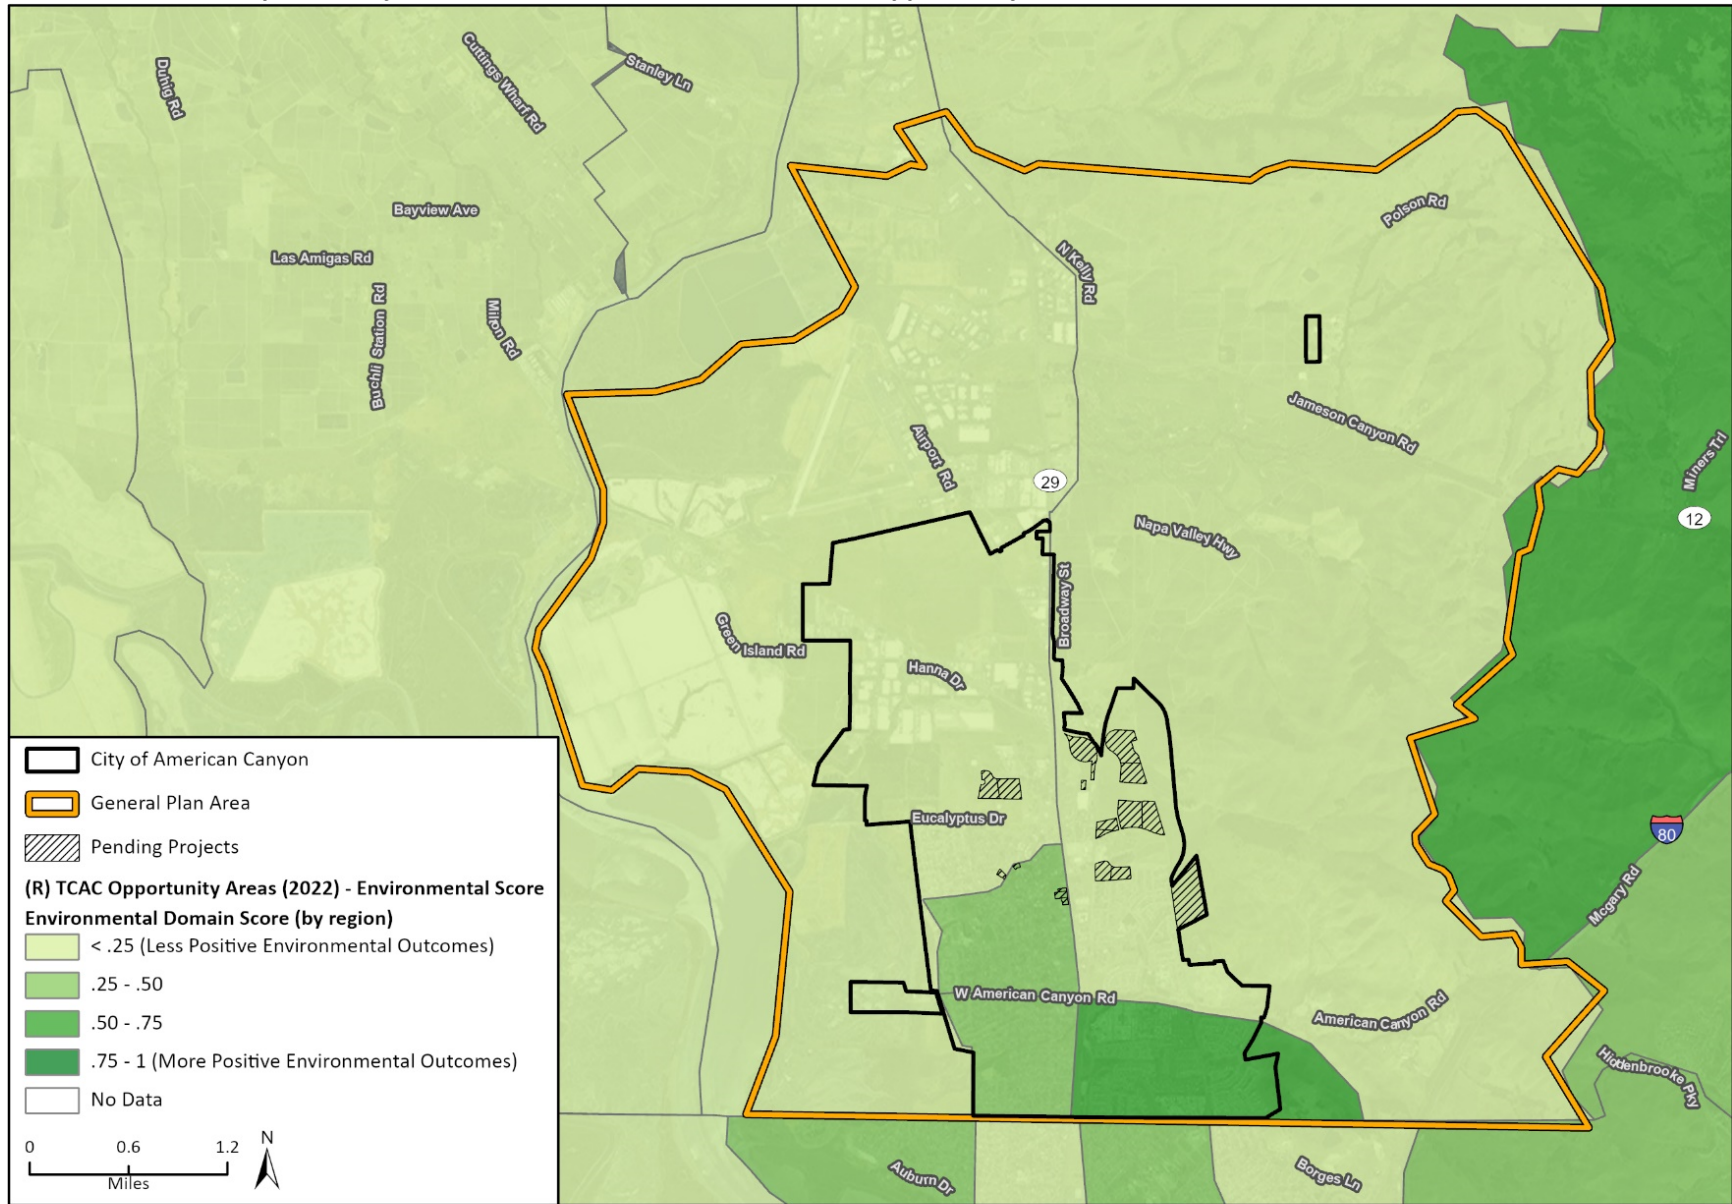 Duhig Rd
Cuttings Wharf Rd
Stanley Ln
Bayview Ave
Las Amigas Rd
Buchli Station Rd
Milton Rd
N Kelly Rd
Polson Rd
Jameson Canyon Rd
Airport Rd
29
Napa Valley Hwy
Miners Trl
12
Broadway St
Green Island Rd
Hanna Dr
Eucalyptus Dr
80
Mcgary Rd
W American Canyon Rd
American Canyon Rd
Hiddenbrooke Pky
Auburn Dr
Borges Ln
City of American Canyon
General Plan Area
Pending Projects
(R) TCAC Opportunity Areas (2022) - Environmental Score
Environmental Domain Score (by region)
< .25 (Less Positive Environmental Outcomes)
.25 - .50
.50 - .75
.75 - 1 (More Positive Environmental Outcomes)
No Data
0 0.6 1.2
Miles
N